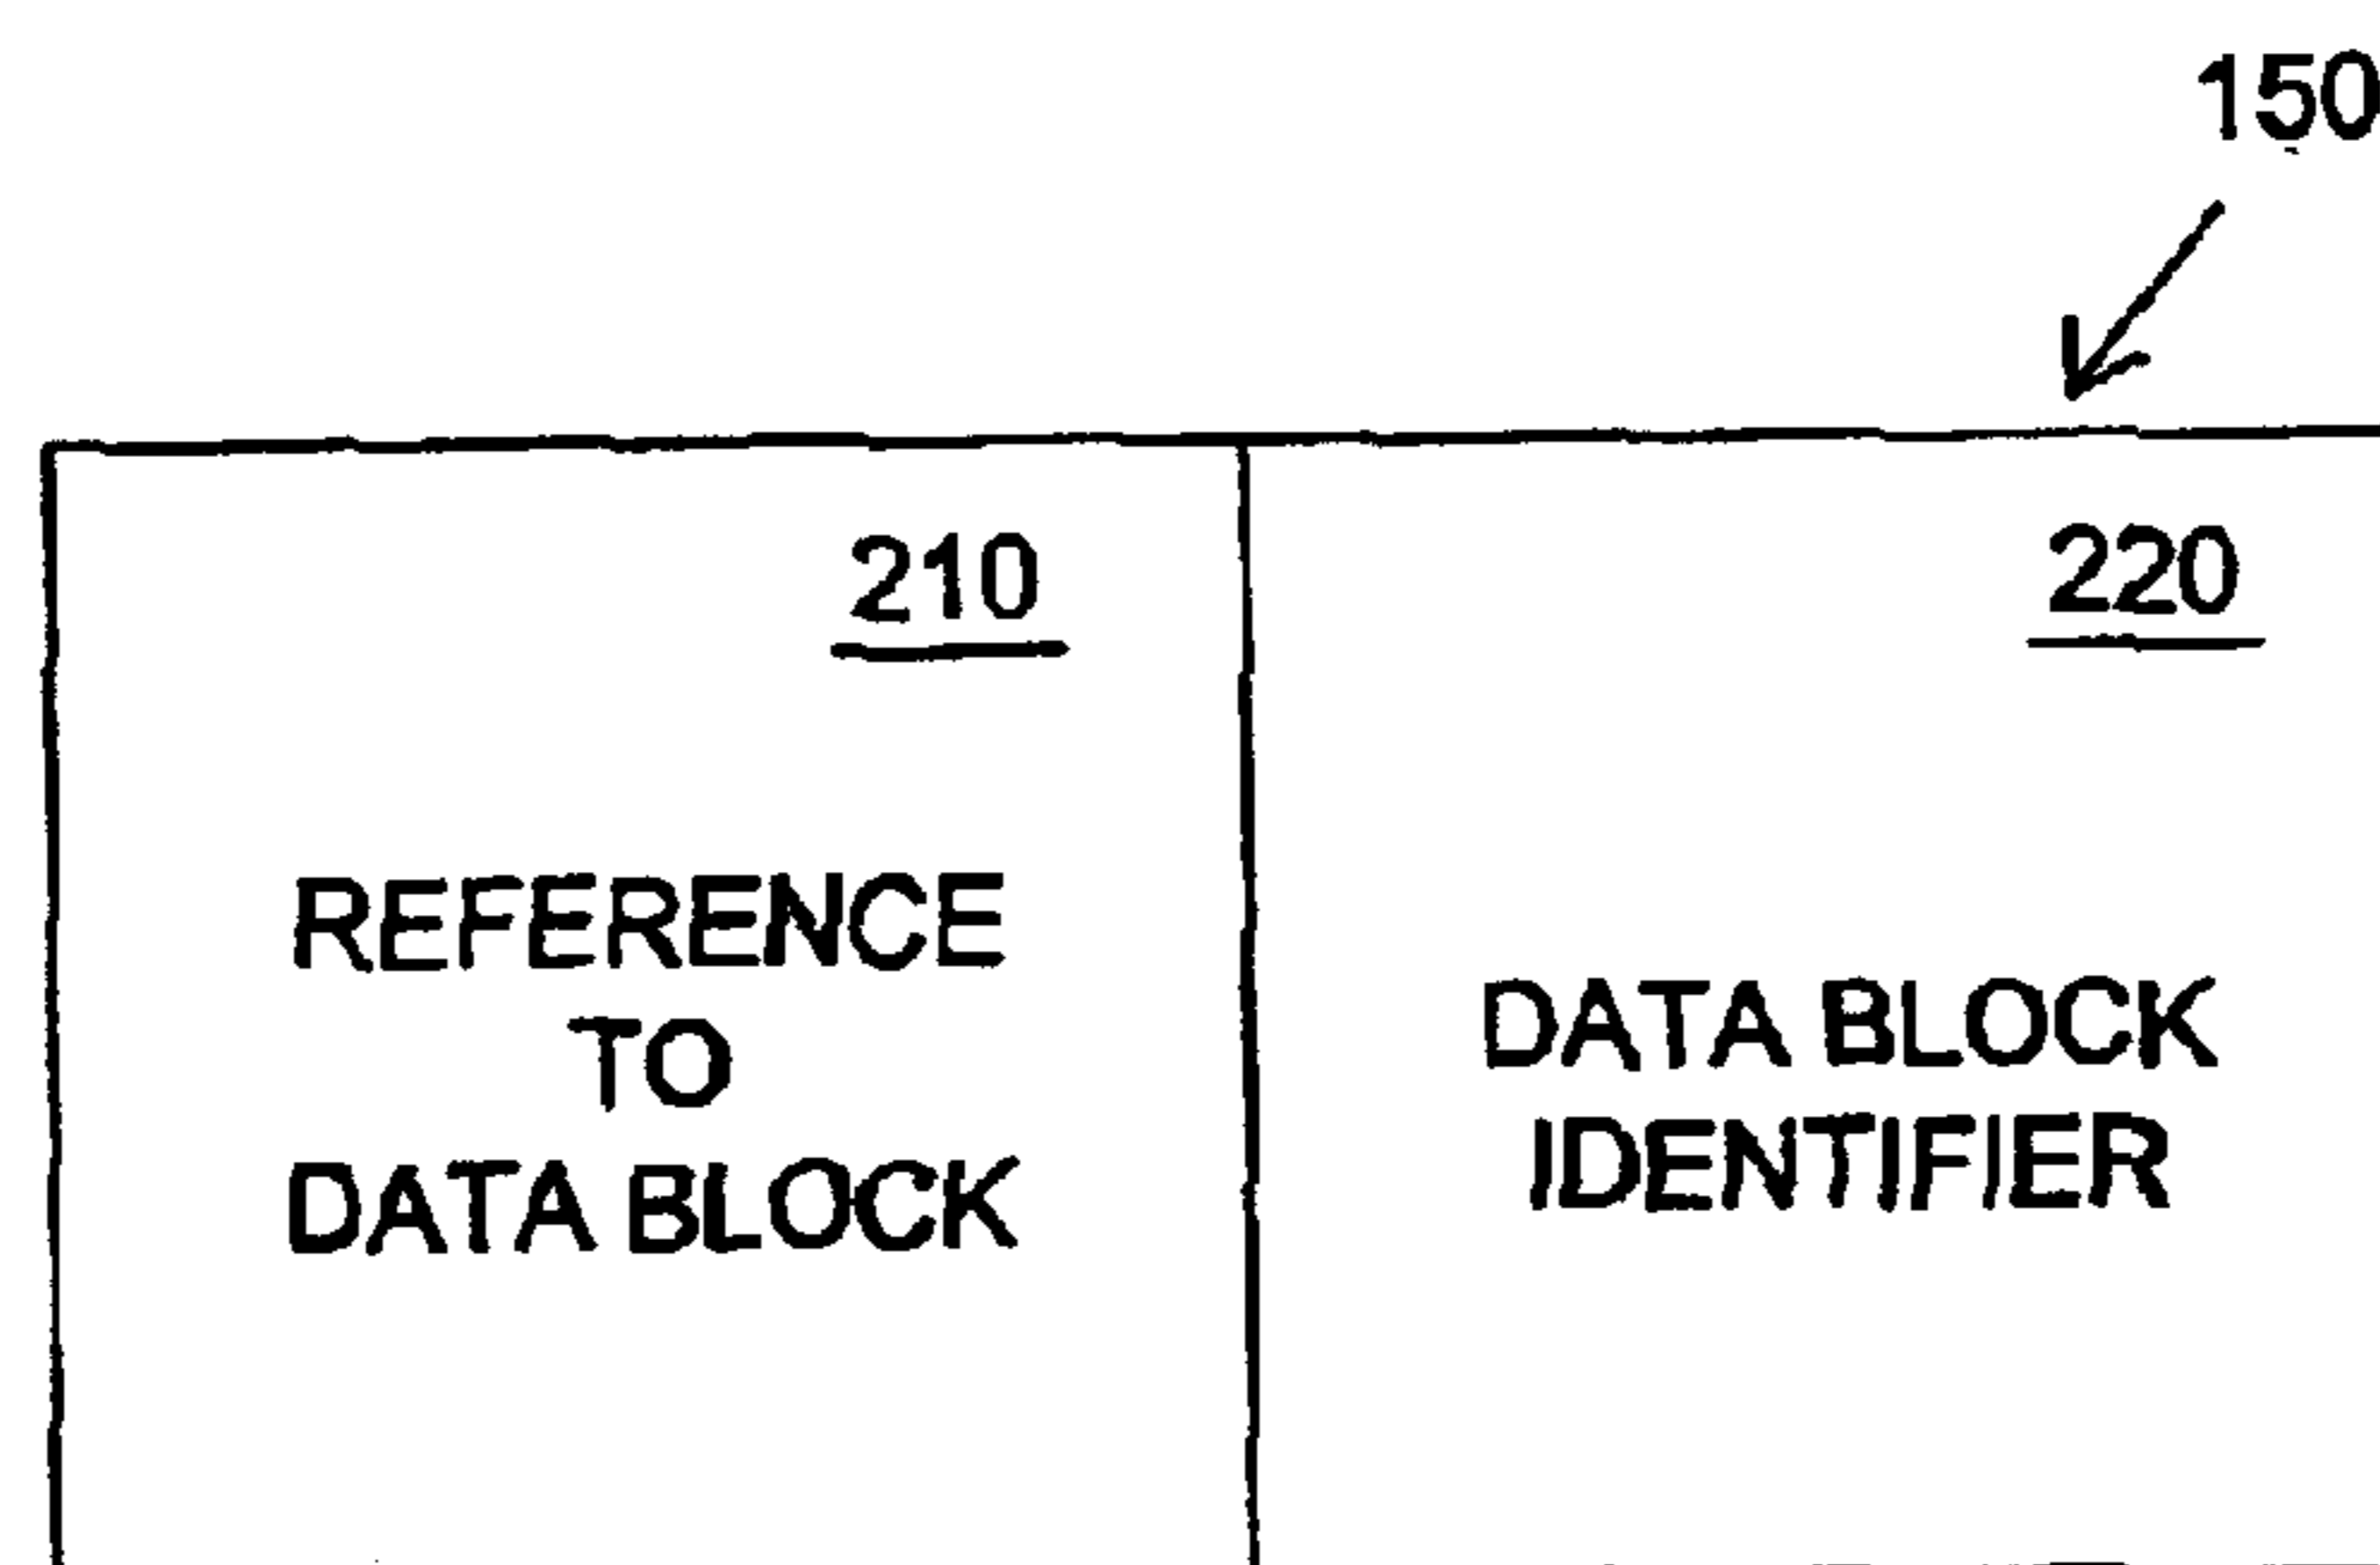 150
210
REFERENCE
TO
DATA BLOCK
220
DATA BLOCK
IDENTIFIER